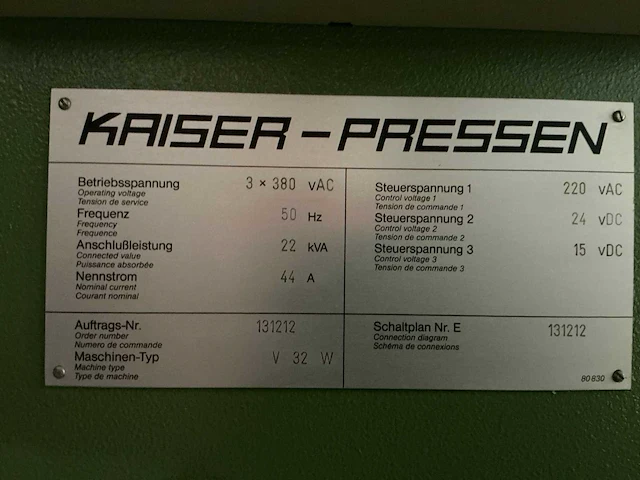 KAISER-PRESSEN
Betriebsspannung 3 × 380 vAC
Operating voltage
Tension de service
Frequenz 50 Hz
Frequency
Frequence
Anschlußleistung 22 kVA
Connected value
Puissance absorbée
Nennstrom 44 A
Nominal current
Courant nominal
Steuerspannung 1 220 vAC
Control voltage 1
Tension de commande 1
Steuerspannung 2 24 vDC
Control voltage 2
Tension de commande 2
Steuerspannung 3 15 vDC
Control voltage 3
Tension de commande 3
Auftrags-Nr. 131212
Order number
Numero de commande
Maschinen-Typ V 32 W
Machine type
Type de machine
Schaltplan Nr. E 131212
Connection diagram
Schéma de connexions
80-830